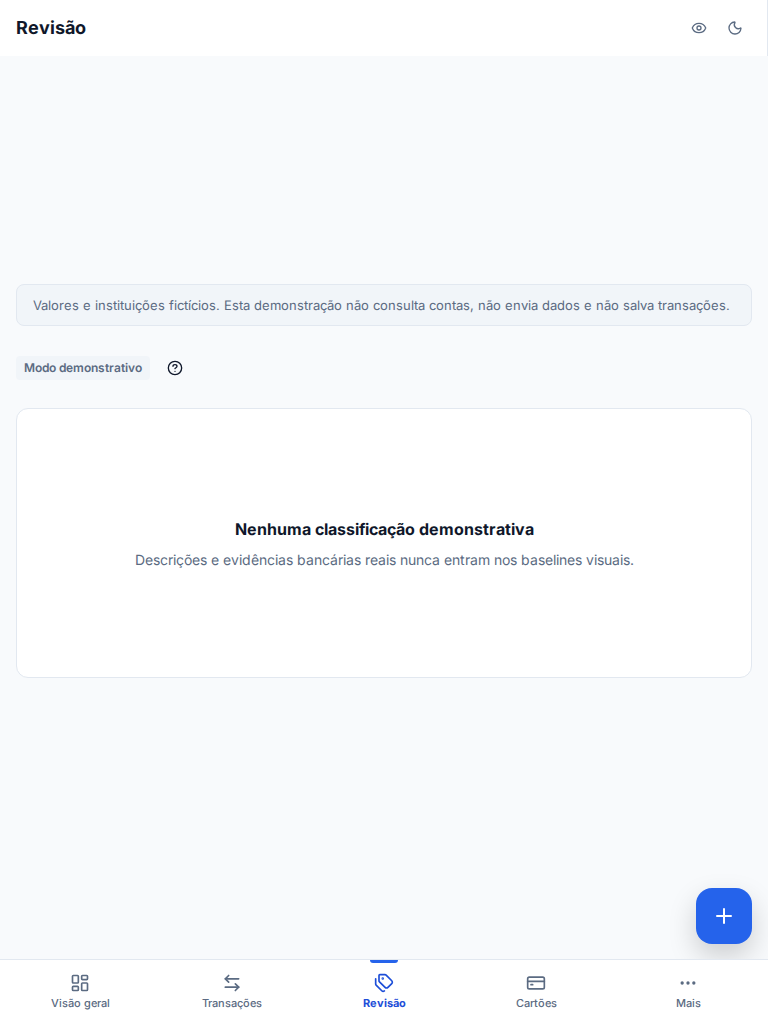 Revisão
Valores e instituições fictícios. Esta demonstração não consulta contas, não envia dados e não salva transações.
Modo demonstrativo
Nenhuma classificação demonstrativa
Descrições e evidências bancárias reais nunca entram nos baselines visuais.
Visão geral
Transações
Revisão
Cartões
Mais